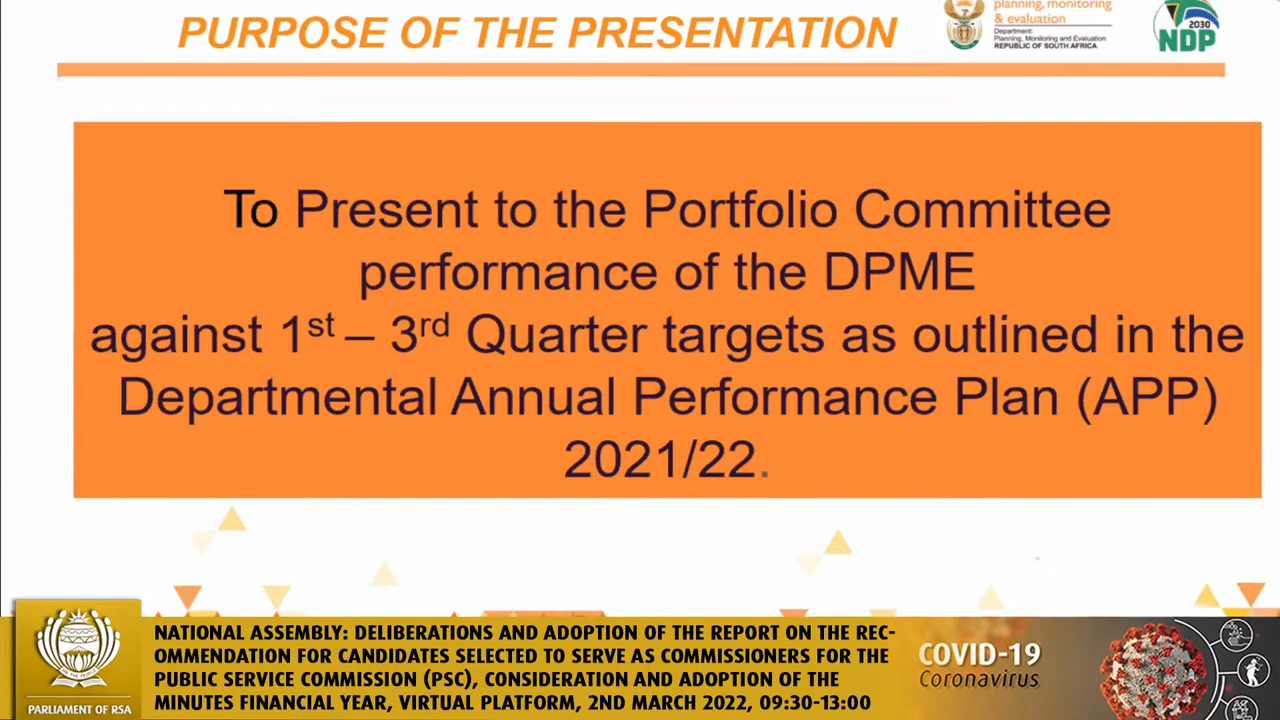 PURPOSE OF THE PRESENTATION
planning, monitoring
& evaluation
Department:
Planning, Monitoring and Evaluation
REPUBLIC OF SOUTH AFRICA
2030
NDP
To Present to the Portfolio Committee
performance of the DPME
against 1st – 3rd Quarter targets as outlined in the
Departmental Annual Performance Plan (APP)
2021/22.
NATIONAL ASSEMBLY: DELIBERATIONS AND ADOPTION OF THE REPORT ON THE REC-
OMMENDATION FOR CANDIDATES SELECTED TO SERVE AS COMMISSIONERS FOR THE
PUBLIC SERVICE COMMISSION (PSC), CONSIDERATION AND ADOPTION OF THE
MINUTES FINANCIAL YEAR, VIRTUAL PLATFORM, 2ND MARCH 2022, 09:30-13:00
PARLIAMENT OF RSA
COVID-19
Coronavirus